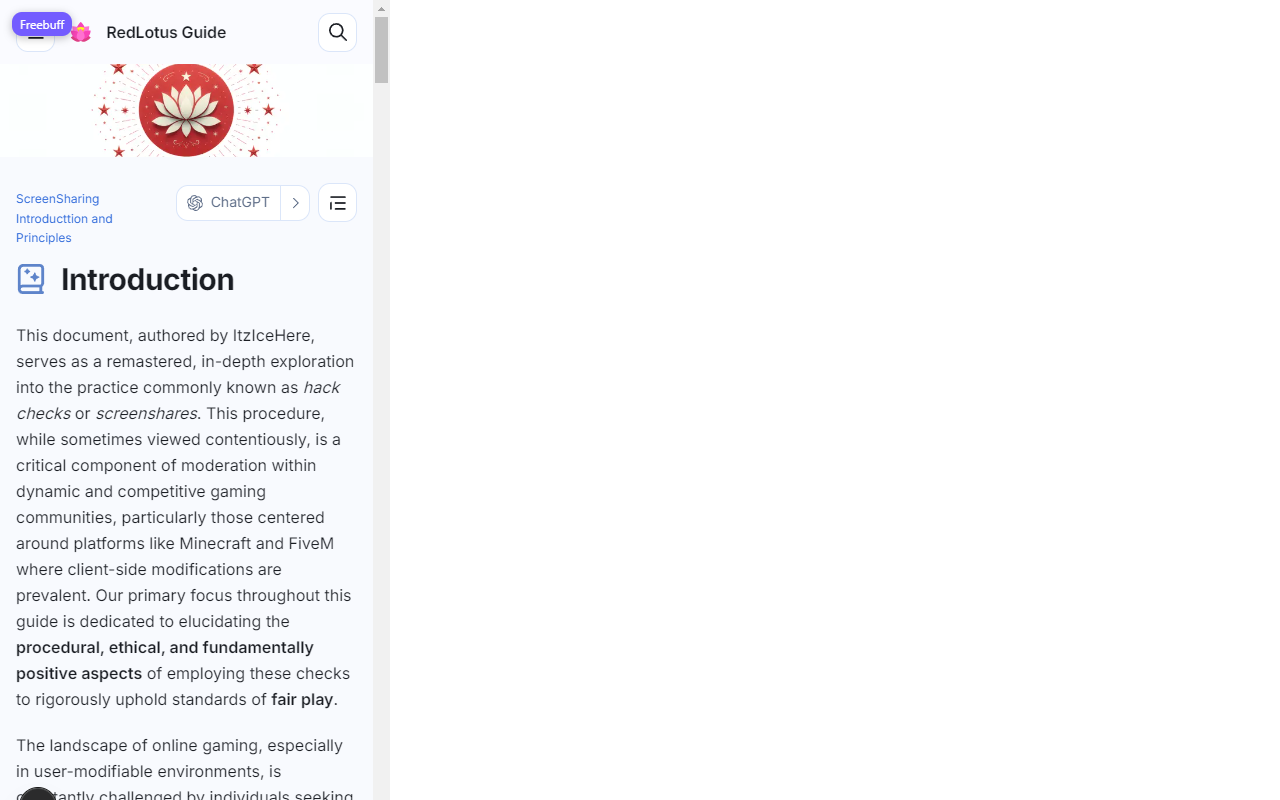 Freebuff
RedLotus Guide
ScreenSharing
Introducttion and
Principles
ChatGPT
Introduction
This document, authored by ItzIceHere,
serves as a remastered, in-depth exploration
into the practice commonly known as hack
checks or screenshares. This procedure,
while sometimes viewed contentiously, is a
critical component of moderation within
dynamic and competitive gaming
communities, particularly those centered
around platforms like Minecraft and FiveM
where client-side modifications are
prevalent. Our primary focus throughout this
guide is dedicated to elucidating the
procedural, ethical, and fundamentally
positive aspects of employing these checks
to rigorously uphold standards of fair play.
The landscape of online gaming, especially
in user-modifiable environments, is
challenged by individuals seeking